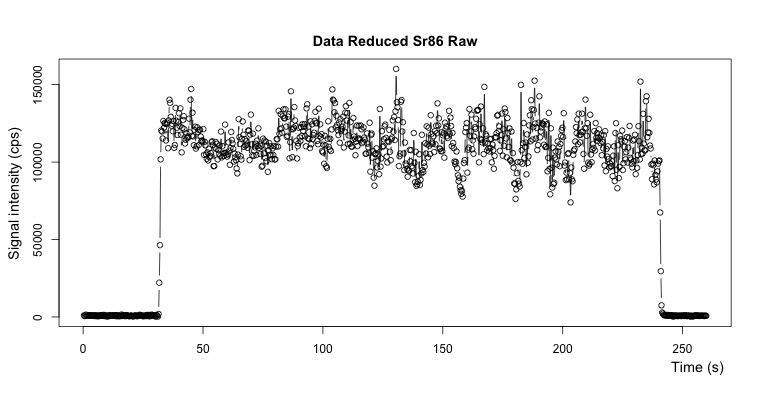 Data Reduced Sr86 Raw
Signal intensity (cps)
150000
100000
50000
0
0 50 100 150 200 250
Time (s)